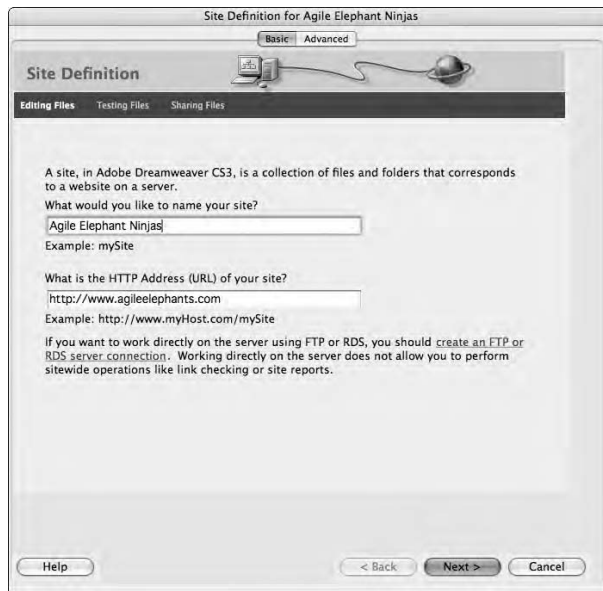 Site Definition for Agile Elephant Ninjas
Basic Advanced
Site Definition
Editing Files Testing Files Sharing Files
A site, in Adobe Dreamweaver CS3, is a collection of files and folders that corresponds
to a website on a server.
What would you like to name your site?
Agile Elephant Ninjas
Example: mySite
What is the HTTP Address (URL) of your site?
http://www.agileelephants.com
Example: http://www.myHost.com/mySite
If you want to work directly on the server using FTP or RDS, you should create an FTP or
RDS server connection. Working directly on the server does not allow you to perform
sitewide operations like link checking or site reports.
Help < Back Next > Cancel